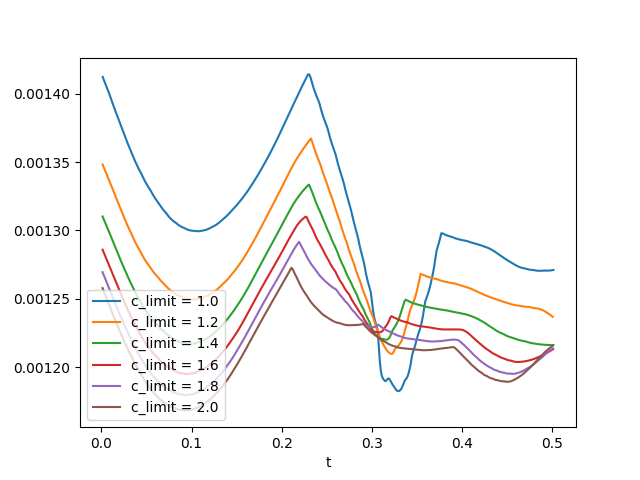 0.00140
0.00135
0.00130
0.00125
0.00120
c_limit = 1.0
c_limit = 1.2
c_limit = 1.4
c_limit = 1.6
c_limit = 1.8
c_limit = 2.0
0.0 0.1 0.2 0.3 0.4 0.5
t